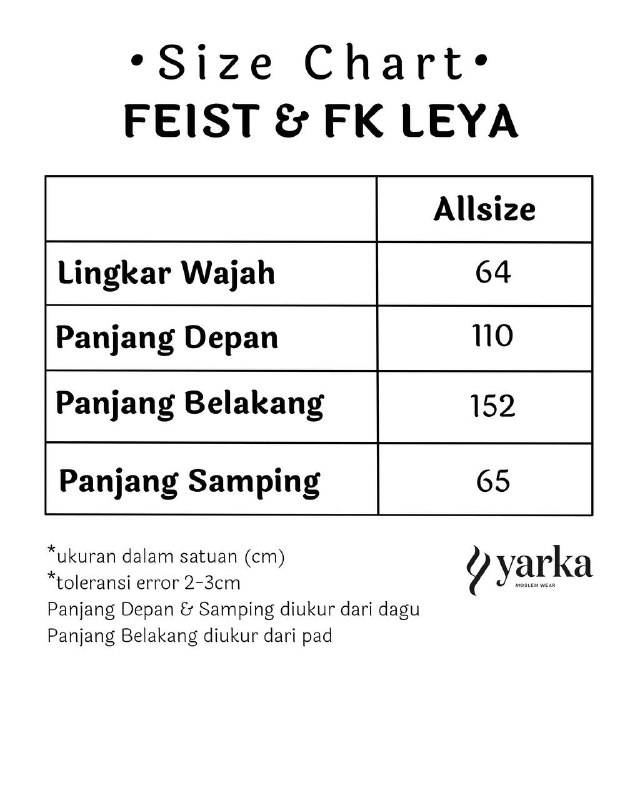 •Size Chart•
FEIST & FK LEYA
Allsize
Lingkar Wajah 64
Panjang Depan 110
Panjang Belakang 152
Panjang Samping 65
*ukuran dalam satuan (cm)
*toleransi error 2-3cm
Panjang Depan & Samping diukur dari dagu
Panjang Belakang diukur dari pad
yarka
MOSLEM WEAR